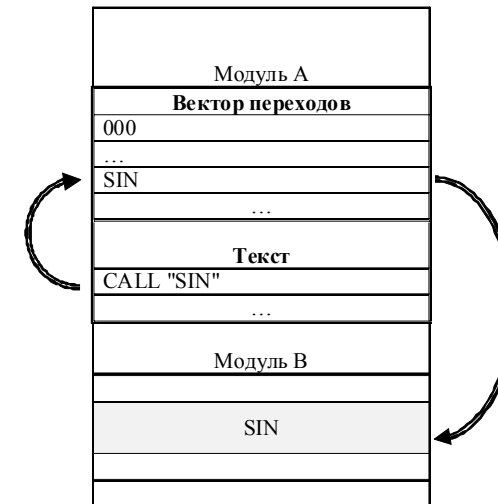 Модуль А
Вектор переходов
000
…
SIN
…
Текст
CALL "SIN"
…
Модуль В
SIN